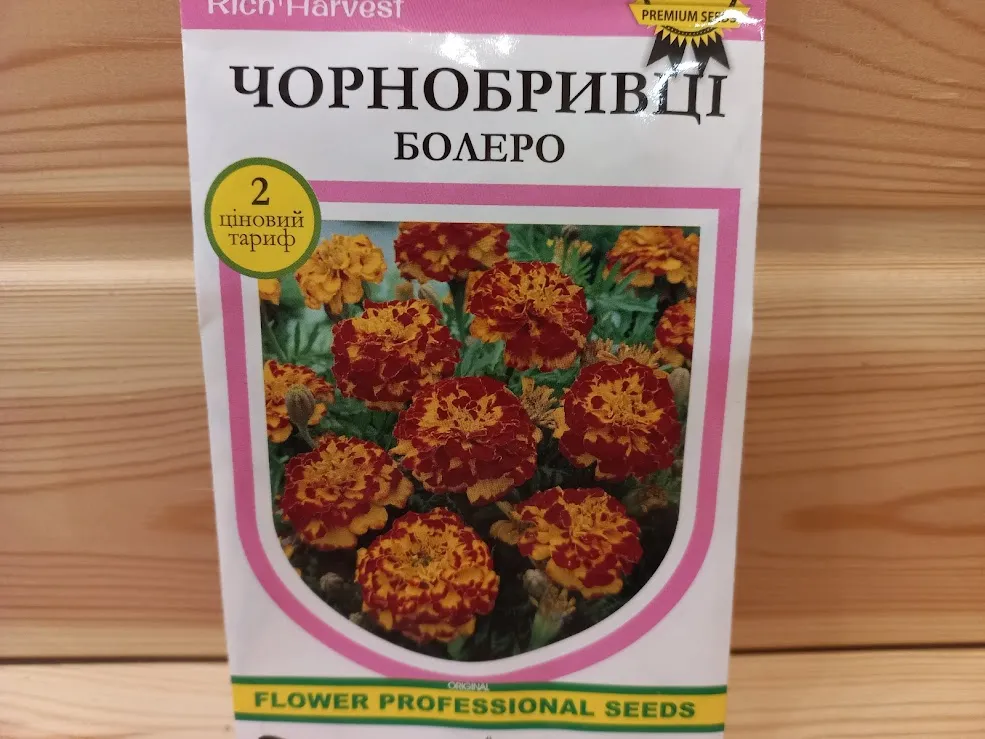 Rich Harvest
PREMIUM SEEDS
ЧОРНОБРИВЦІ
БОЛЕРО
2
ціновий
тариф
ORIGINAL
FLOWER PROFESSIONAL SEEDS